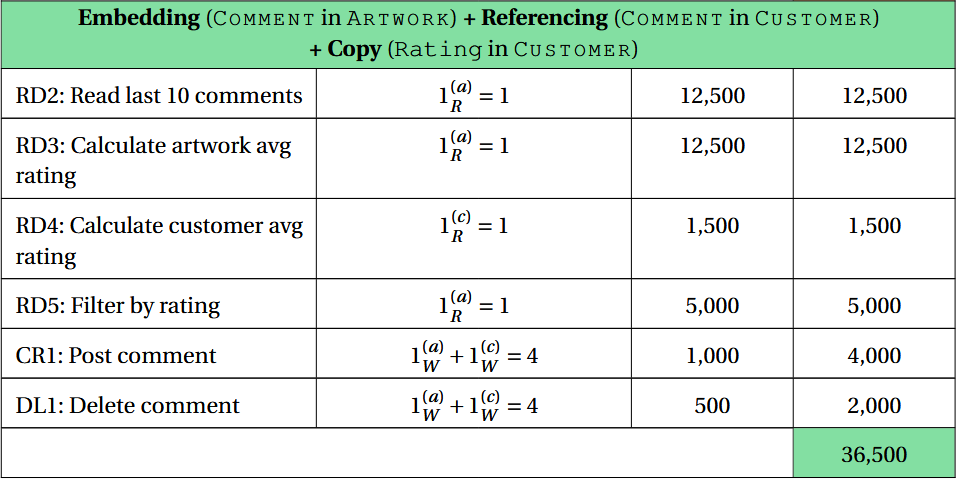 Embedding (COMMENT in ARTWORK) + Referencing (COMMENT in CUSTOMER)
+ Copy (Rating in CUSTOMER)
RD2: Read last 10 comments 1_R^(a) = 1 12,500 12,500
RD3: Calculate artwork avg 1_R^(a) = 1 12,500 12,500
rating
RD4: Calculate customer avg 1_R^(c) = 1 1,500 1,500
rating
RD5: Filter by rating 1_R^(a) = 1 5,000 5,000
CR1: Post comment 1_W^(a) + 1_W^(c) = 4 1,000 4,000
DL1: Delete comment 1_W^(a) + 1_W^(c) = 4 500 2,000
36,500